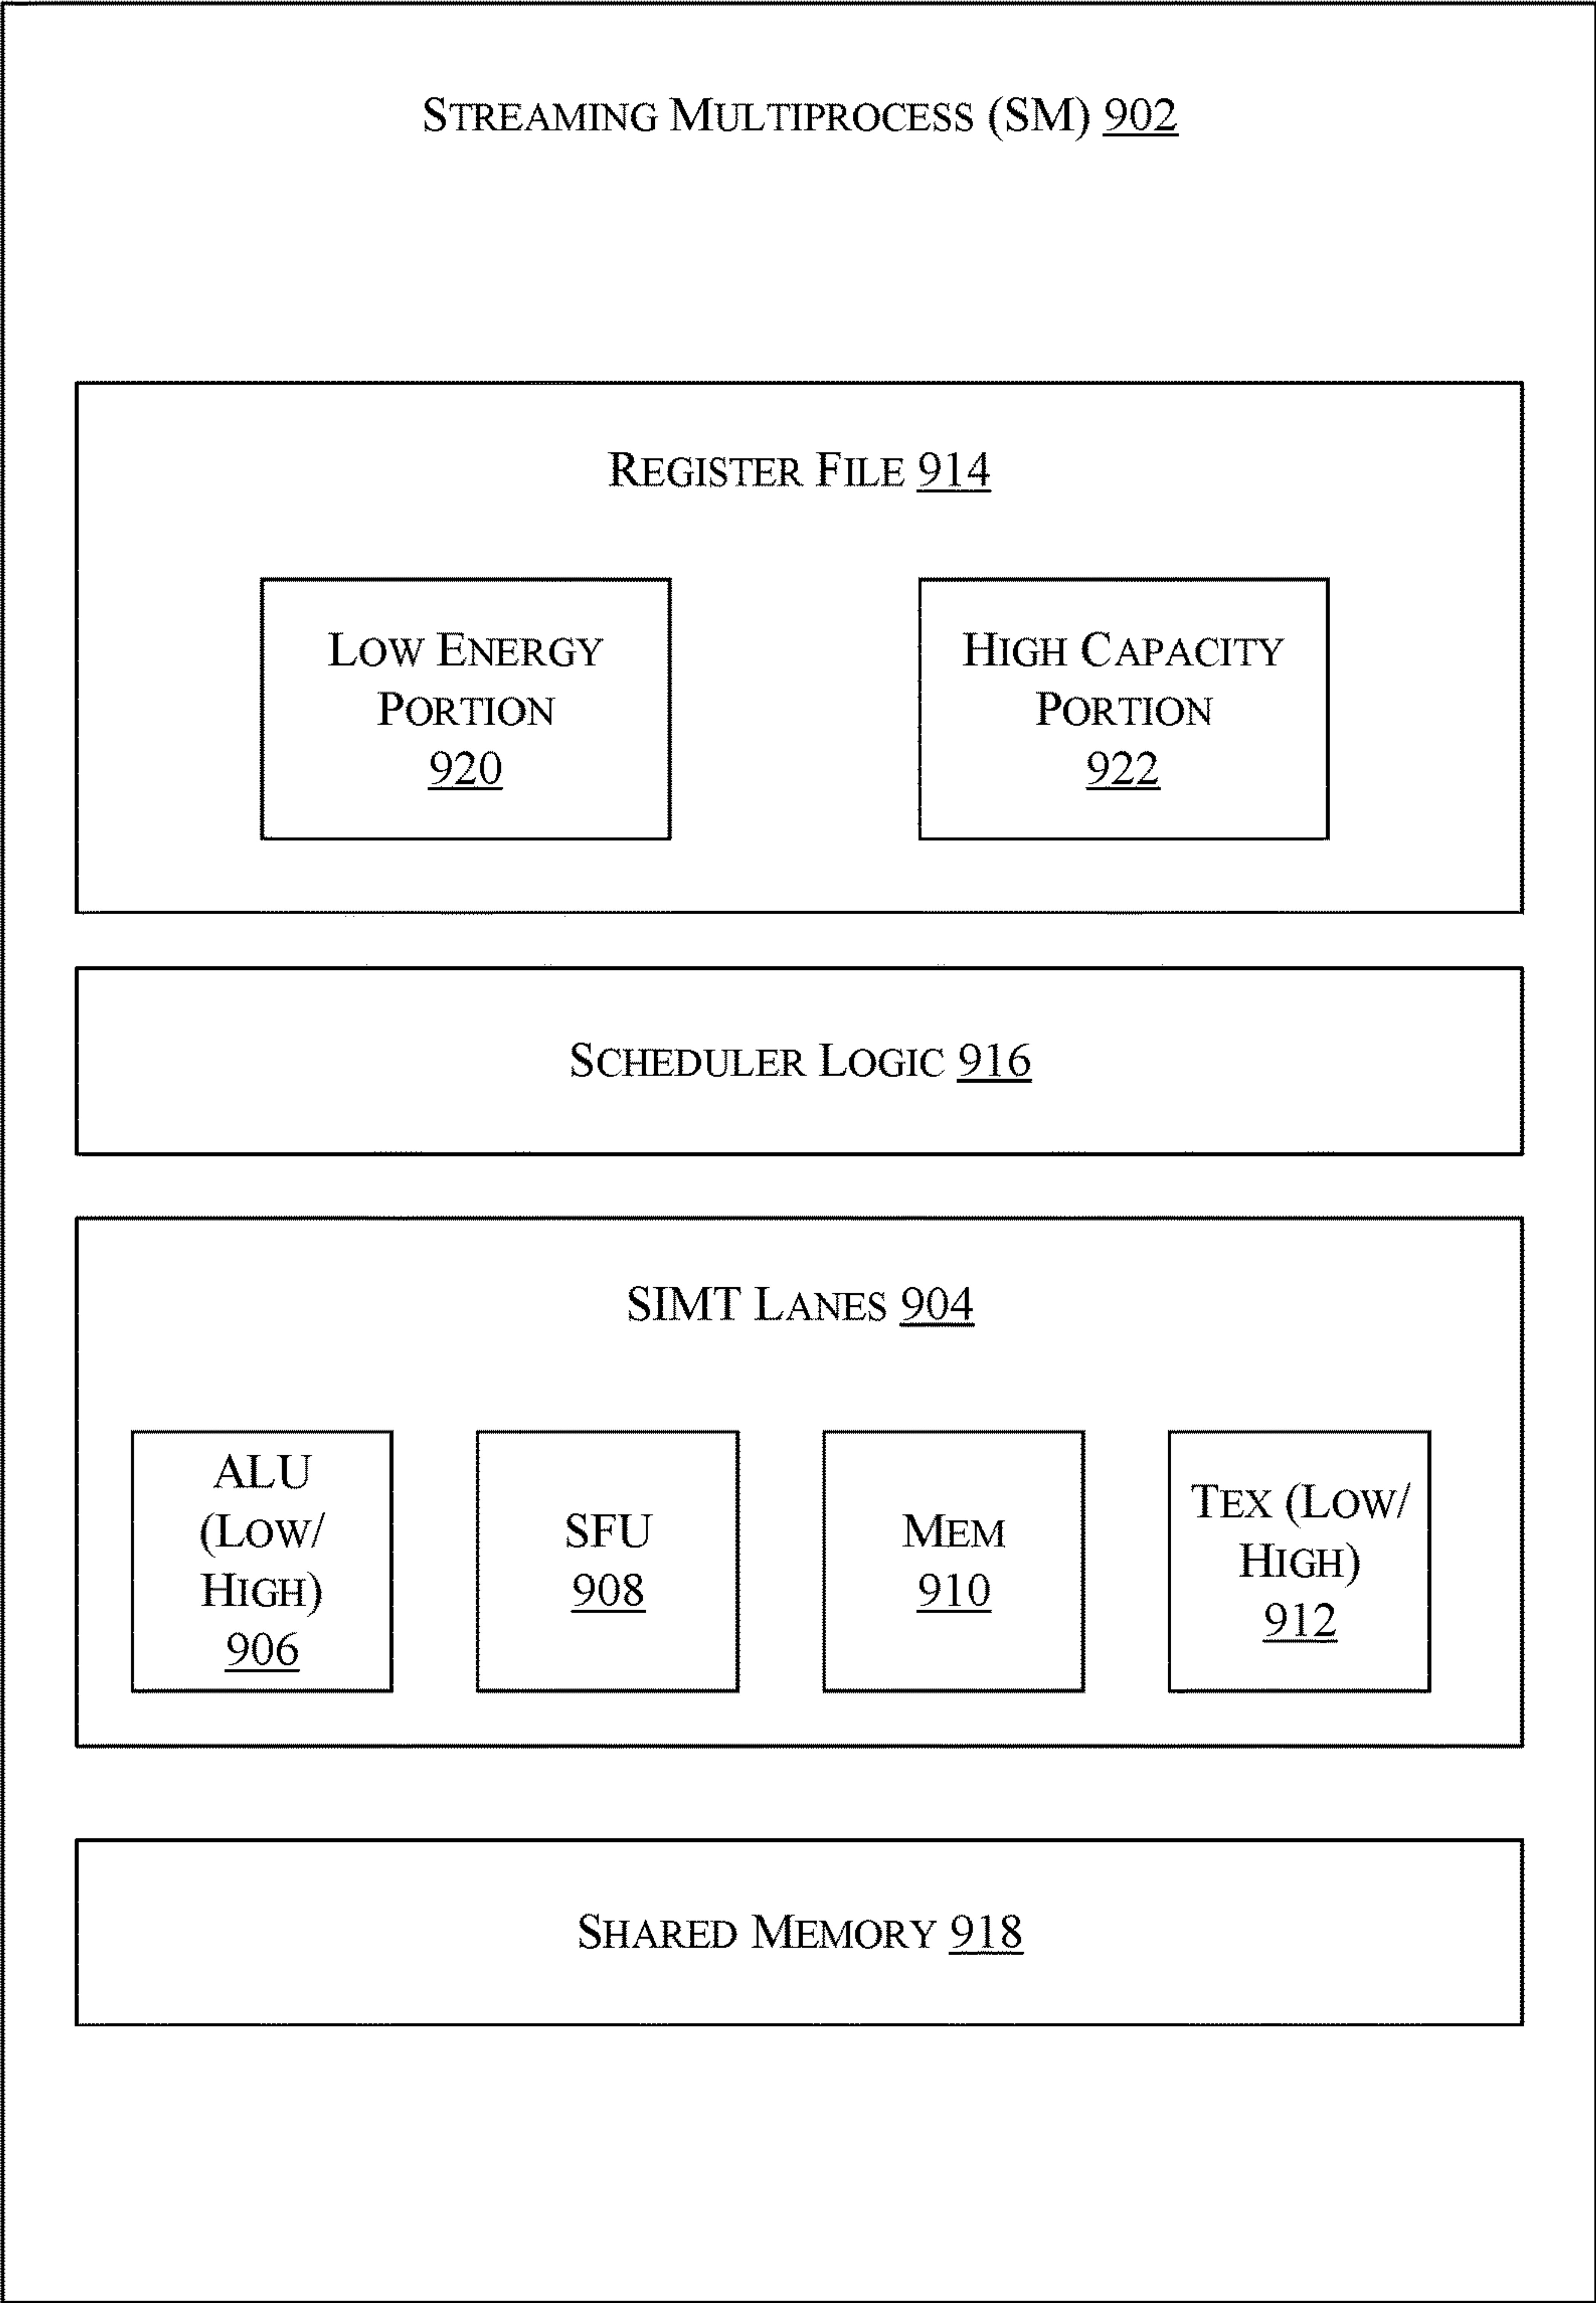 STREAMING MULTIPROCESS (SM) 902
REGISTER FILE 914
LOW ENERGY
PORTION
920
HIGH CAPACITY
PORTION
922
SCHEDULER LOGIC 916
SIMT LANES 904
ALU
(LOW/
HIGH)
906
SFU
908
MEM
910
TEX (LOW/
HIGH)
912
SHARED MEMORY 918